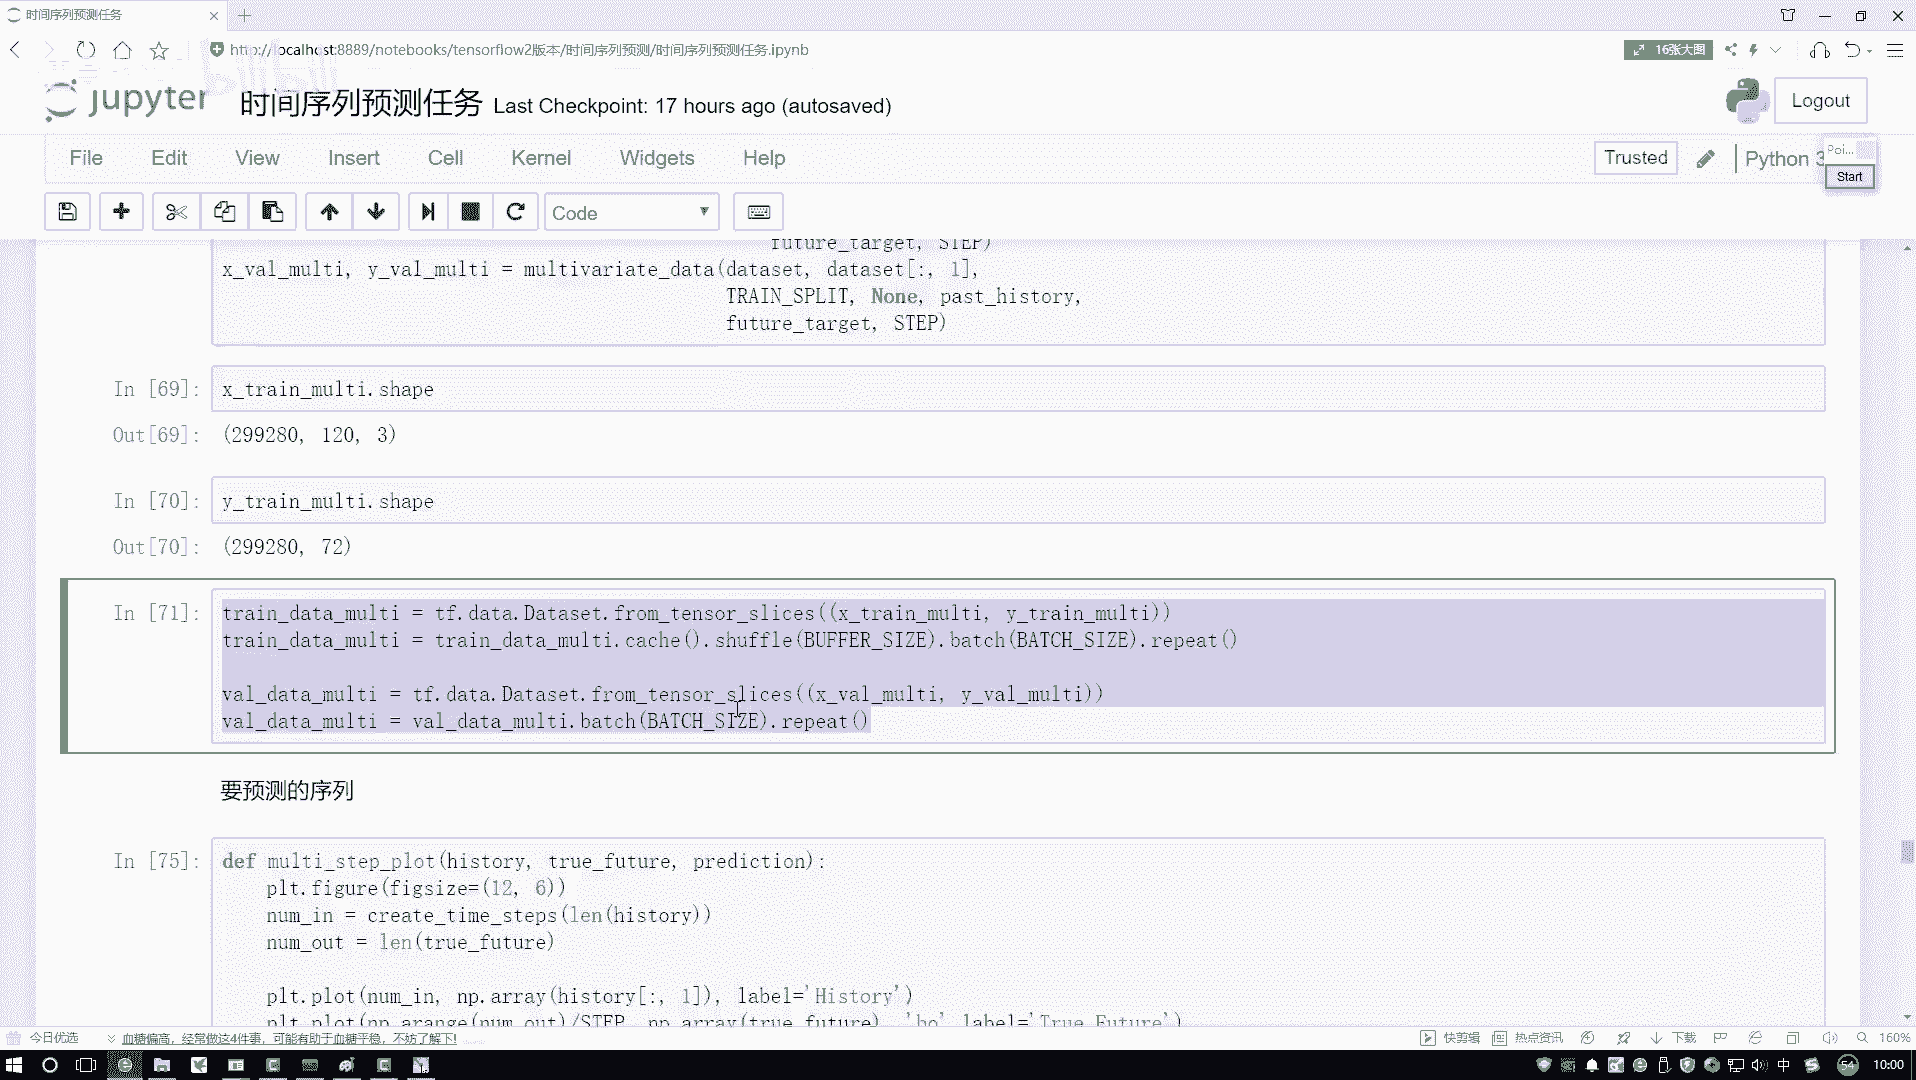 时间序列预测任务
http://localhost:8889/notebooks/tensorflow2版本/时间序列预测/时间序列预测任务.ipynb
16张大图
jupyter 时间序列预测任务 Last Checkpoint: 17 hours ago (autosaved)
Logout
File Edit View Insert Cell Kernel Widgets Help
Trusted
Python 3
Poi...
Start
Code
future_target, STEP)
x_val_multi, y_val_multi = multivariate_data(dataset, dataset[:, 1],
TRAIN_SPLIT, None, past_history,
future_target, STEP)
In [69]: x_train_multi.shape
Out[69]: (299280, 120, 3)
In [70]: y_train_multi.shape
Out[70]: (299280, 72)
In [71]: train_data_multi = tf.data.Dataset.from_tensor_slices((x_train_multi, y_train_multi))
train_data_multi = train_data_multi.cache().shuffle(BUFFER_SIZE).batch(BATCH_SIZE).repeat()
val_data_multi = tf.data.Dataset.from_tensor_slices((x_val_multi, y_val_multi))
val_data_multi = val_data_multi.batch(BATCH_SIZE).repeat()
要预测的序列
In [75]: def multi_step_plot(history, true_future, prediction):
plt.figure(figsize=(12, 6))
num_in = create_time_steps(len(history))
num_out = len(true_future)
plt.plot(num_in, np.array(history[:, 1]), label='History')
plt.plot(np.arange(num_out)/STEP, np.array(true_future), 'bo', label='True Future')
今日优选
血糖偏高，经常做这4件事，可能有助于血糖平稳，不妨了解下!
快剪辑
热点资讯
下载
160%
中
54
10:00